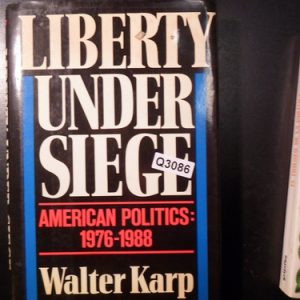 LIBERTY
UNDER
SIEGE
Q3086
AMERICAN POLITICS:
1976-1988
Walter Karp